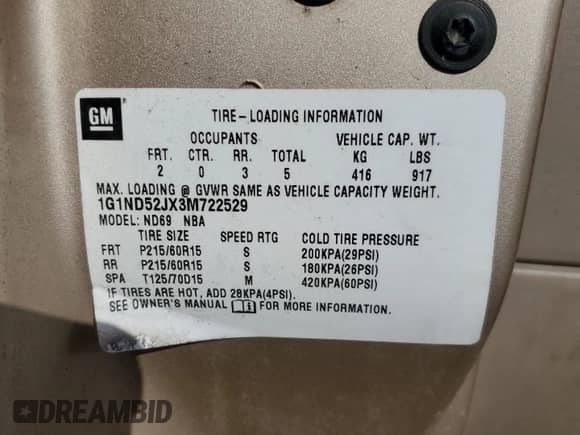 GM
TIRE-LOADING INFORMATION
OCCUPANTS VEHICLE CAP. WT.
FRT. CTR. RR. TOTAL KG LBS
2 0 3 5 416 917
MAX. LOADING @ GVWR SAME AS VEHICLE CAPACITY WEIGHT.
1G1ND52JX3M722529
MODEL: ND69 NBA
TIRE SIZE SPEED RTG COLD TIRE PRESSURE
FRT P215/60R15 S 200KPA(29PSI)
RR P215/60R15 S 180KPA(26PSI)
SPA T125/70D15 M 420KPA(60PSI)
IF TIRES ARE HOT, ADD 28KPA(4PSI).
SEE OWNER'S MANUAL FOR MORE INFORMATION.
DREAMBID